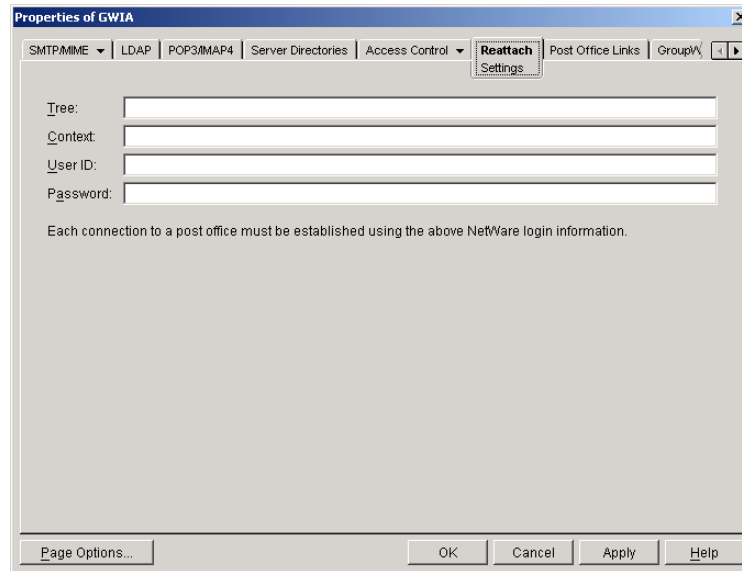 Properties of GWIA
SMTP/MIME LDAP POP3/IMAP4 Server Directories Access Control Reattach Post Office Links
Settings
Tree:
Context:
User ID:
Password:
Each connection to a post office must be established using the above NetWare login information.
Page Options... OK Cancel Apply Help